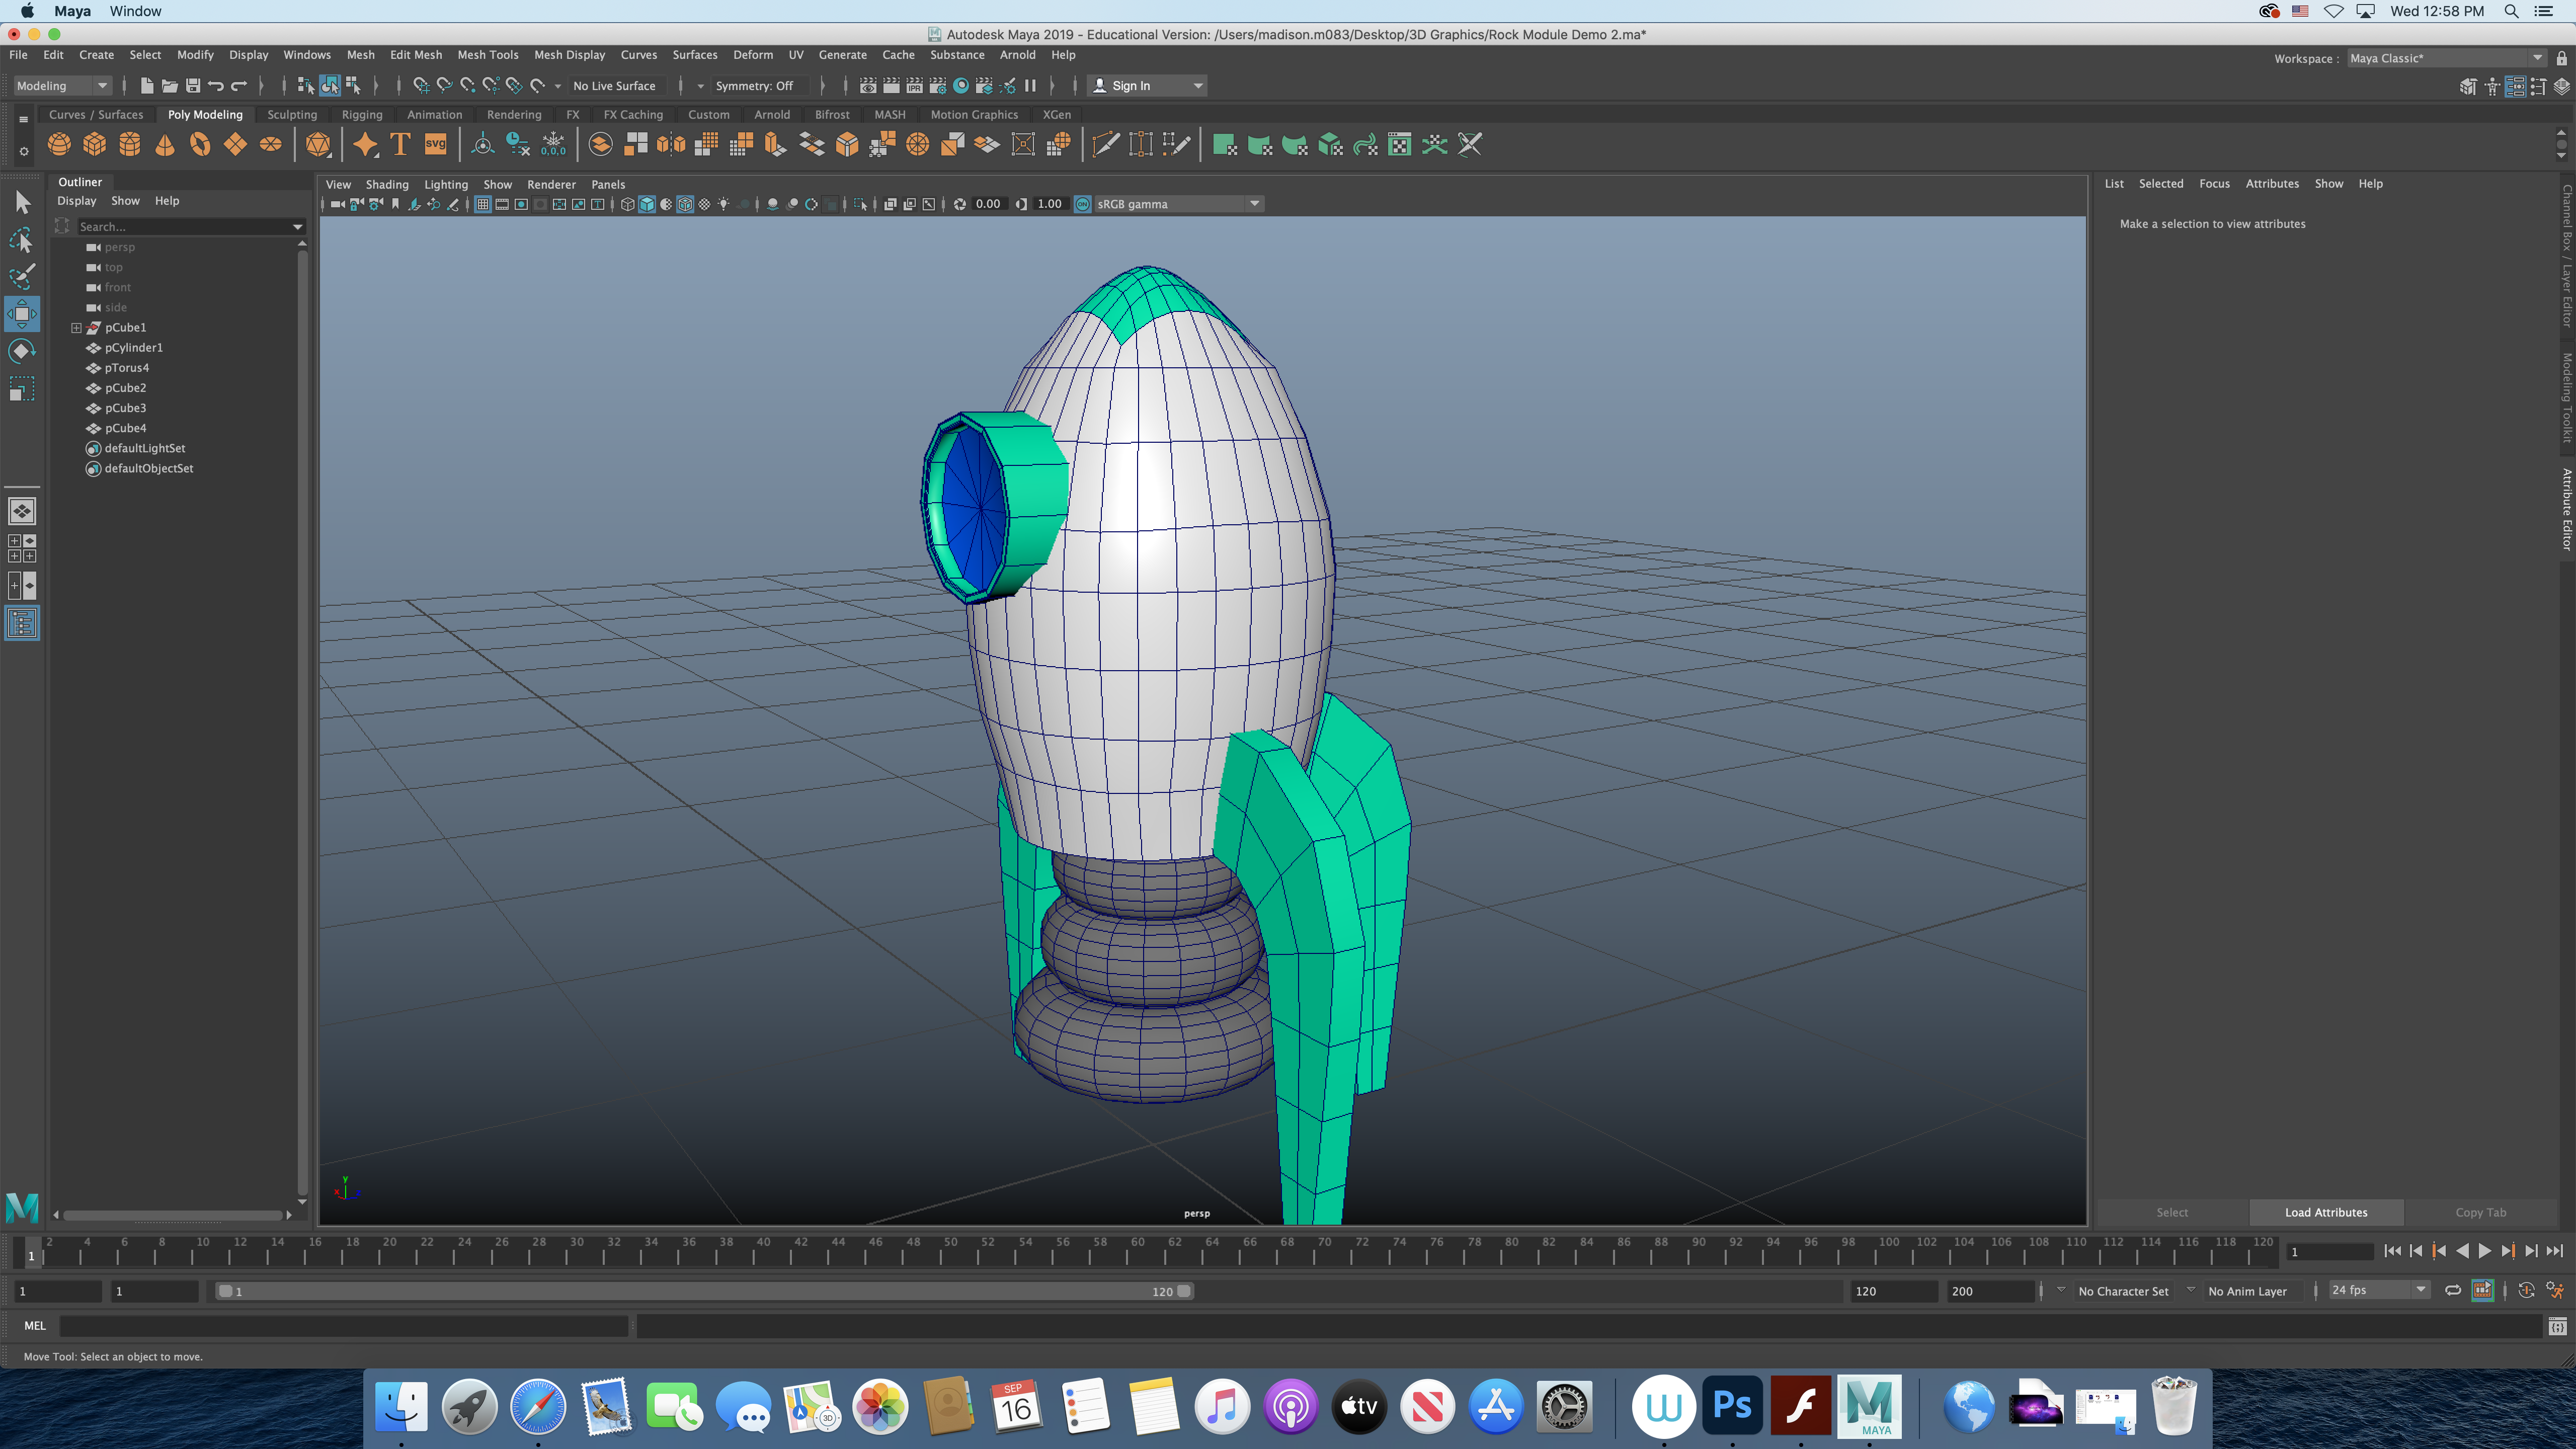 Maya Window Wed 12:58 PM
Autodesk Maya 2019 - Educational Version: /Users/madison.m083/Desktop/3D Graphics/Rock Module Demo 2.ma*
File Edit Create Select Modify Display Windows Mesh Edit Mesh Mesh Tools Mesh Display Curves Surfaces Deform UV Generate Cache Substance Arnold Help
Workspace : Maya Classic*
Modeling No Live Surface Symmetry: Off IPR Sign In
Curves / Surfaces Poly Modeling Sculpting Rigging Animation Rendering FX FX Caching Custom Arnold Bifrost MASH Motion Graphics XGen
T svg 0,0,0
Outliner
Display Show Help
Search...
persp
top
front
side
pCube1
pCylinder1
pTorus4
pCube2
pCube3
pCube4
defaultLightSet
defaultObjectSet
View Shading Lighting Show Renderer Panels
0.00 1.00 ON sRGB gamma
y
x
z
persp
List Selected Focus Attributes Show Help
Make a selection to view attributes
Select Load Attributes Copy Tab
Channel Box / Layer Editor
Modeling Toolkit
Attribute Editor
M
1 2 4 6 8 10 12 14 16 18 20 22 24 26 28 30 32 34 36 38 40 42 44 46 48 50 52 54 56 58 60 62 64 66 68 70 72 74 76 78 80 82 84 86 88 90 92 94 96 98 100 102 104 106 108 110 112 114 116 118 120 1
1 1 1 120 120 200 No Character Set No Anim Layer 24 fps
MEL
Move Tool: Select an object to move.
3D SEP 16 tv W Ps M MAYA